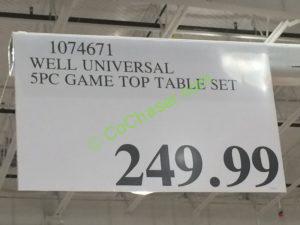 1074671
WELL UNIVERSAL
5PC GAME TOP TABLE SET
CoChaser.com
249.99